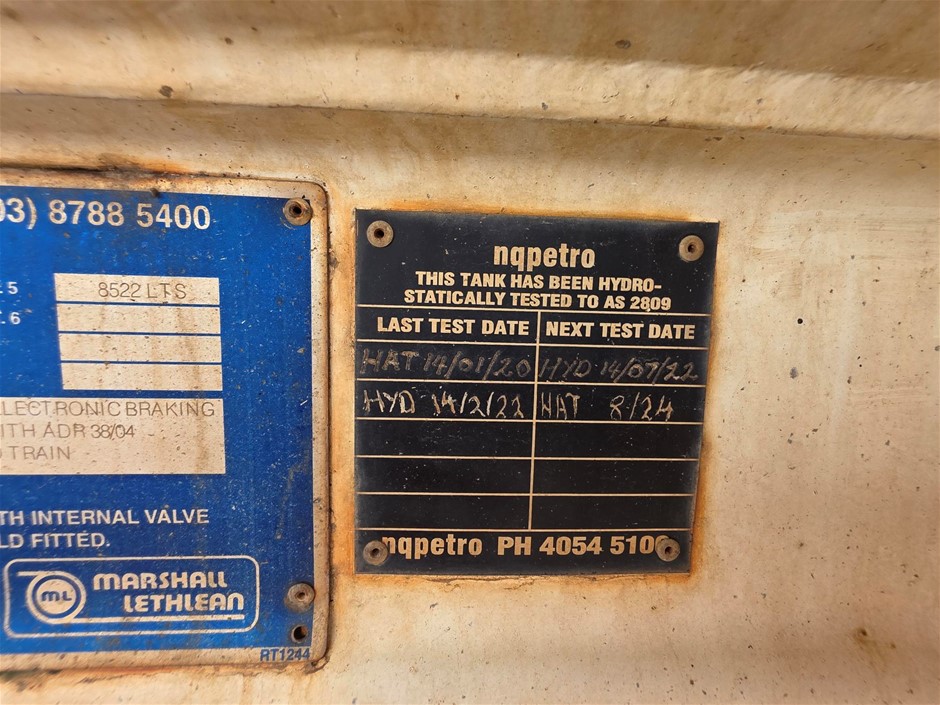 03) 8788 5400
5
8522 LTS
.6
LECTRONIC BRAKING
ITH ADR 38/04
TRAIN
TH INTERNAL VALVE
LD FITTED.
ML
MARSHALL
LETHLEAN
RT1244
nqpetro
THIS TANK HAS BEEN HYDRO-
STATICALLY TESTED TO AS 2809
LAST TEST DATE NEXT TEST DATE
HAT 14/01/20 HYD 14/07/22
HYD 14/2/22 HAT 8/24
nqpetro PH 4054 510